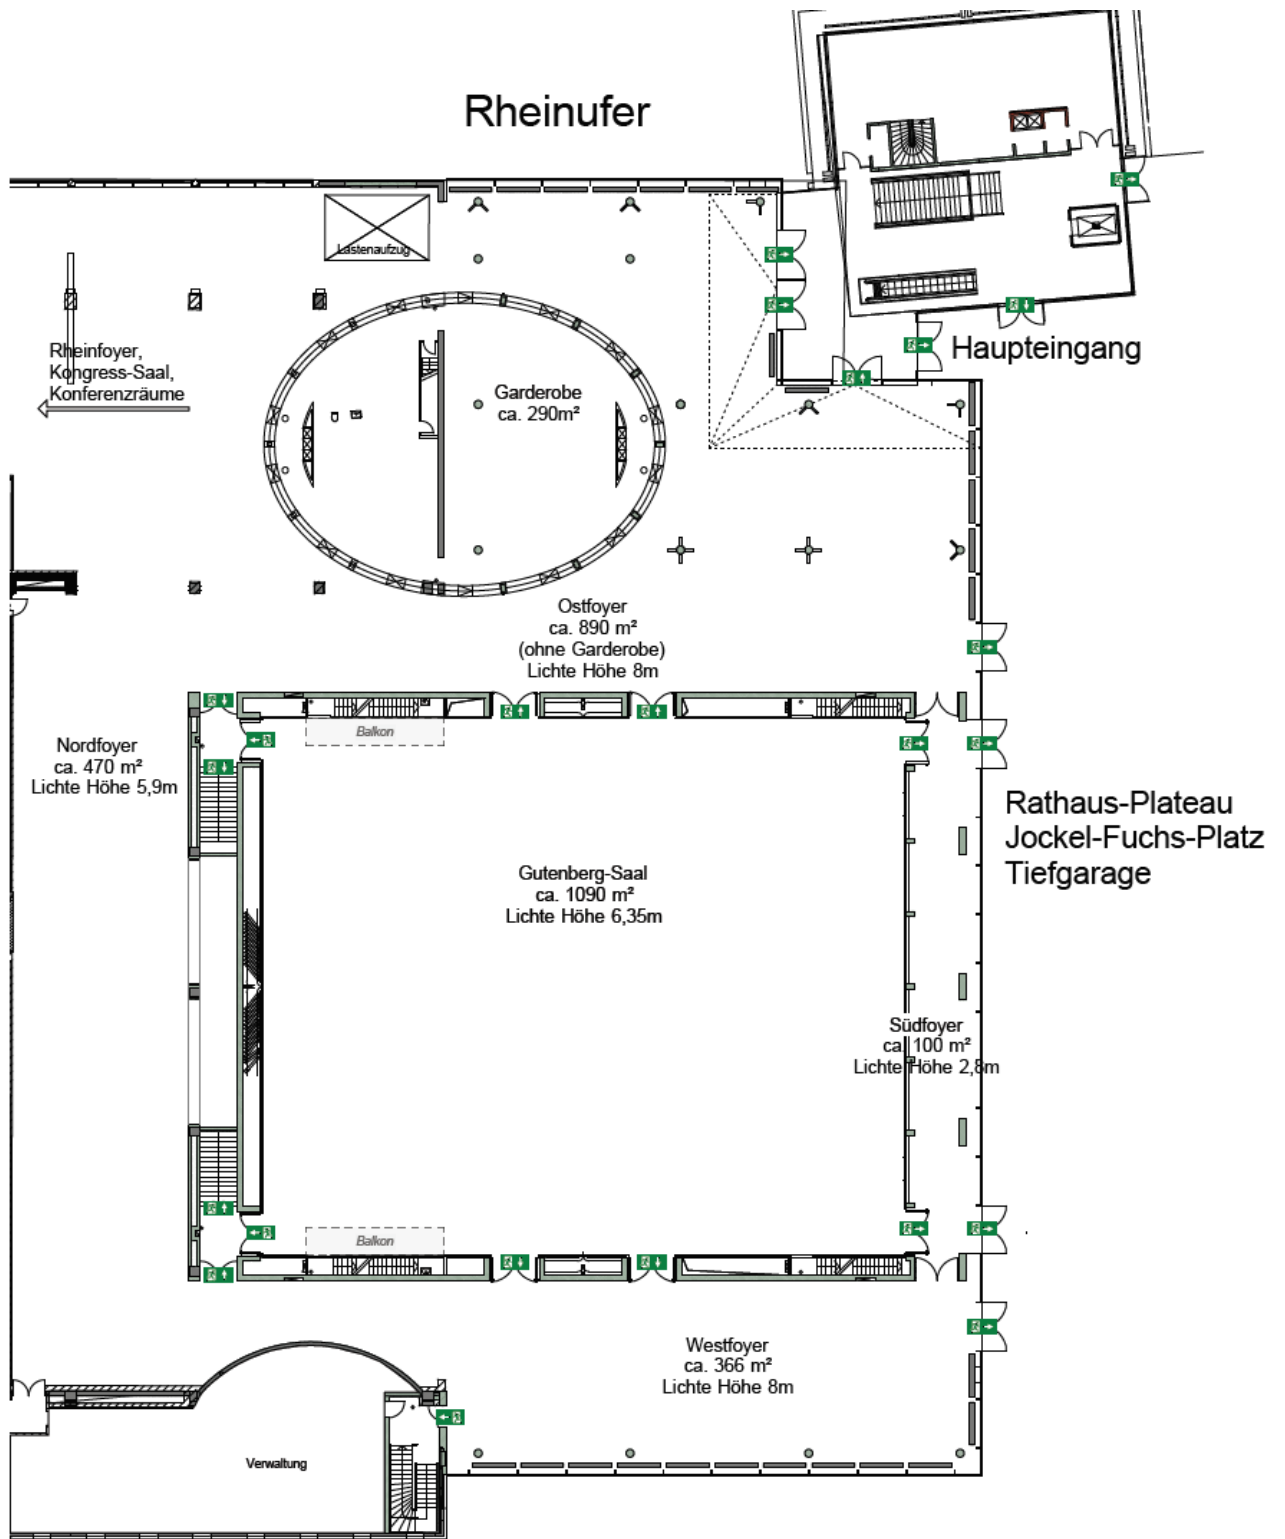 Rheinufer
Lastenaufzug
Rheinfoyer,
Kongress-Saal,
Konferenzräume
Garderobe
ca. 290m²
Haupteingang
Ostfoyer
ca. 890 m²
(ohne Garderobe)
Lichte Höhe 8m
Balkon
Nordfoyer
ca. 470 m²
Lichte Höhe 5,9m
Rathaus-Plateau
Jockel-Fuchs-Platz
Tiefgarage
Gutenberg-Saal
ca. 1090 m²
Lichte Höhe 6,35m
Südfoyer
ca. 100 m²
Lichte Höhe 2,8m
Balkon
Westfoyer
ca. 366 m²
Lichte Höhe 8m
Verwaltung